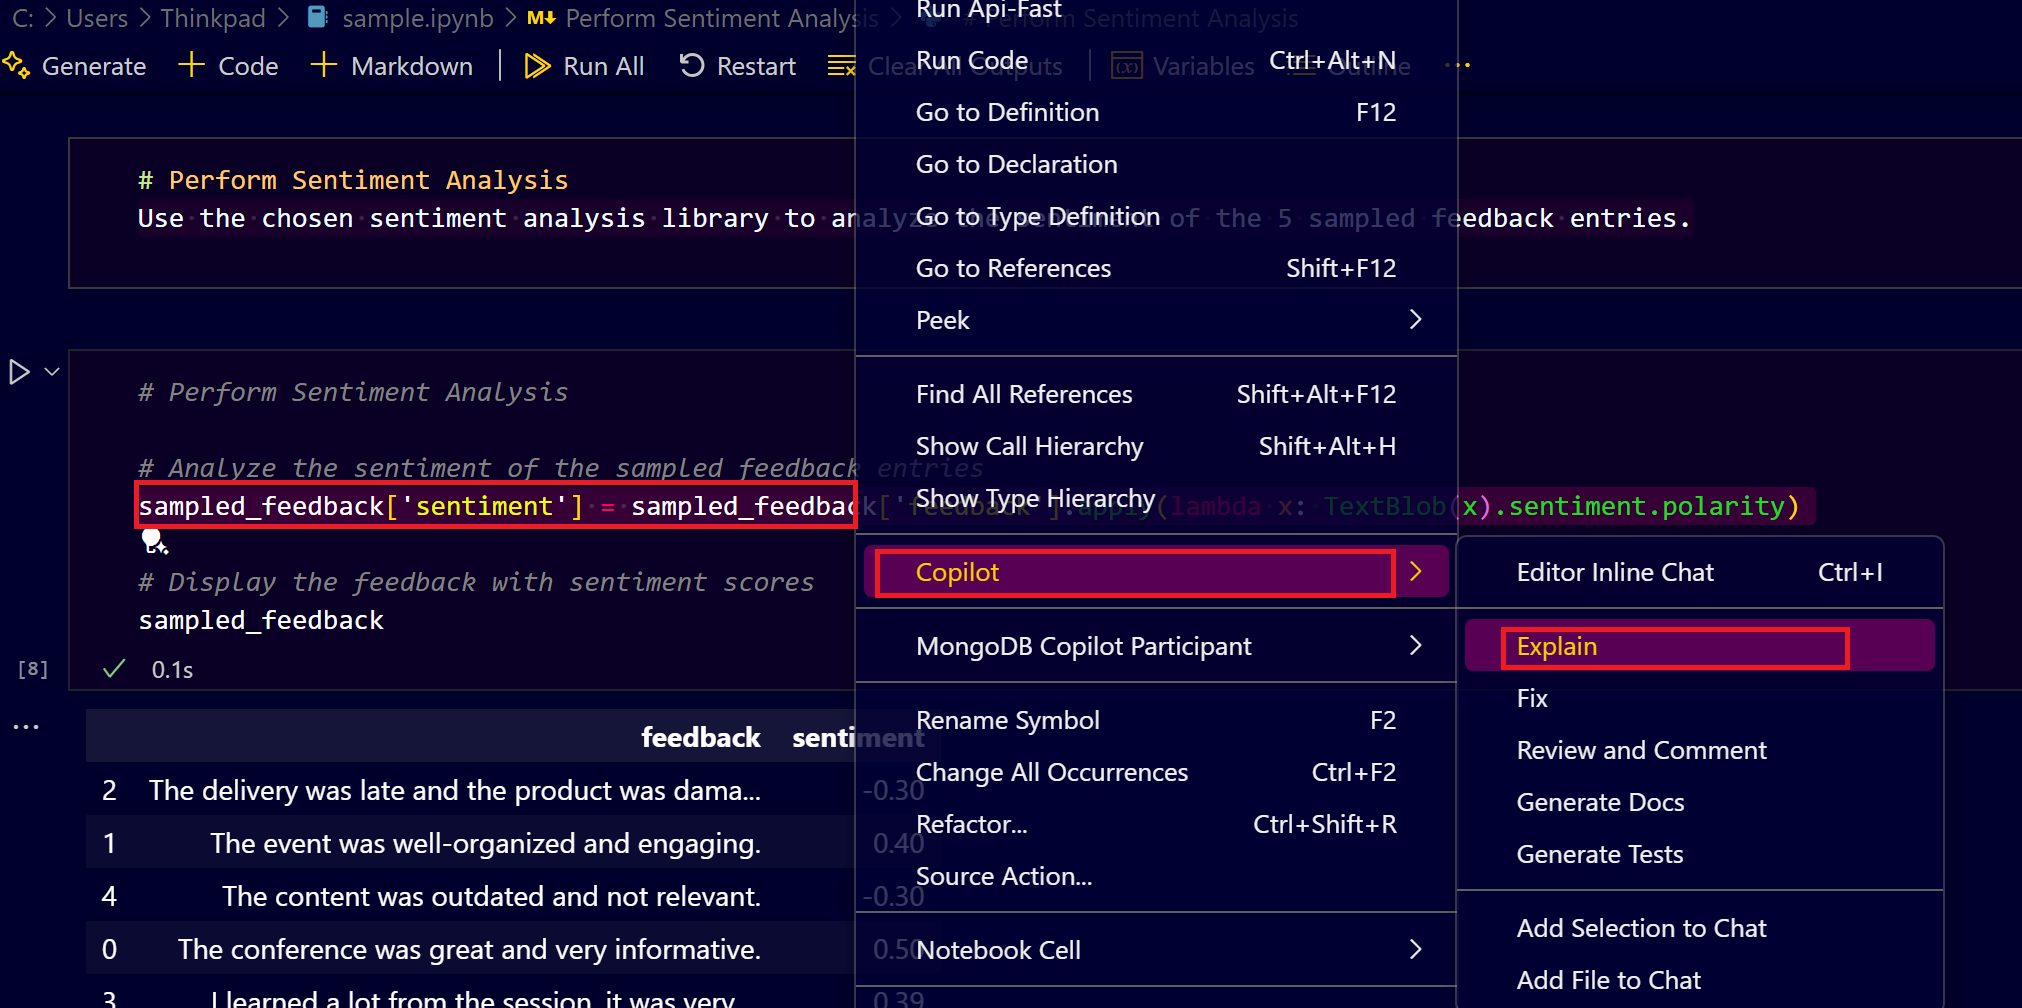 C: > Users > Thinkpad > sample.ipynb > M↓ Perform Sentiment Analysis > # Perform Sentiment Analysis
Generate + Code + Markdown | Run All Restart Clear All Outputs | Variables Outline ...
# Perform Sentiment Analysis
Use the chosen sentiment analysis library to analyze the sentiment of the 5 sampled feedback entries.
# Perform Sentiment Analysis
# Analyze the sentiment of the sampled feedback entries
sampled_feedback['sentiment'] = sampled_feedback['feedback'].apply(lambda x: TextBlob(x).sentiment.polarity)
# Display the feedback with sentiment scores
sampled_feedback
[8] ✓ 0.1s
...
feedback sentiment
2 The delivery was late and the product was dama... -0.30
1 The event was well-organized and engaging. 0.40
4 The content was outdated and not relevant. -0.30
0 The conference was great and very informative. 0.50
3 I learned a lot from the session, it was very 0.39
Run Api-Fast
Run Code Ctrl+Alt+N
Go to Definition F12
Go to Declaration
Go to Type Definition
Go to References Shift+F12
Peek >
Find All References Shift+Alt+F12
Show Call Hierarchy Shift+Alt+H
Show Type Hierarchy
Copilot >
MongoDB Copilot Participant >
Rename Symbol F2
Change All Occurrences Ctrl+F2
Refactor... Ctrl+Shift+R
Source Action...
Notebook Cell >
Editor Inline Chat Ctrl+I
Explain
Fix
Review and Comment
Generate Docs
Generate Tests
Add Selection to Chat
Add File to Chat